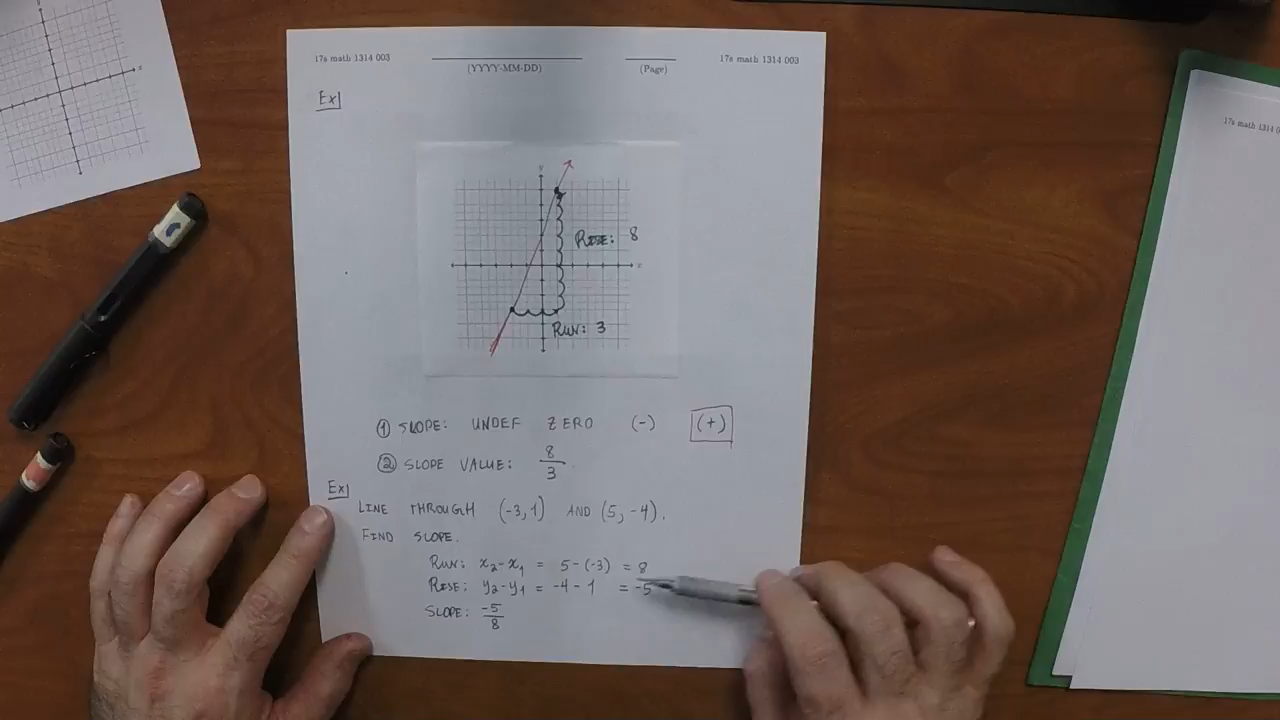 17s math 1314 003
(YYYY-MM-DD)
(Page)
17s math 1314 003
Ex
y
x
RISE: 8
RUN: 3
① SLOPE: UNDEF ZERO (-) (+)
② SLOPE VALUE: 8/3
Ex
LINE THROUGH (-3,1) AND (5,-4).
FIND SLOPE.
RUN: x₂-x₁ = 5-(-3) = 8
RISE: y₂-y₁ = -4-1 = -5
SLOPE: -5/8
17s math 1314